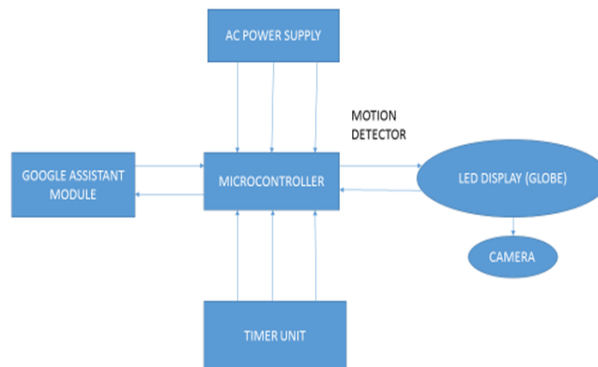 AC POWER SUPPLY
MOTION
DETECTOR
GOOGLE ASSISTANT
MODULE
MICROCONTROLLER
LED DISPLAY (GLOBE)
CAMERA
TIMER UNIT